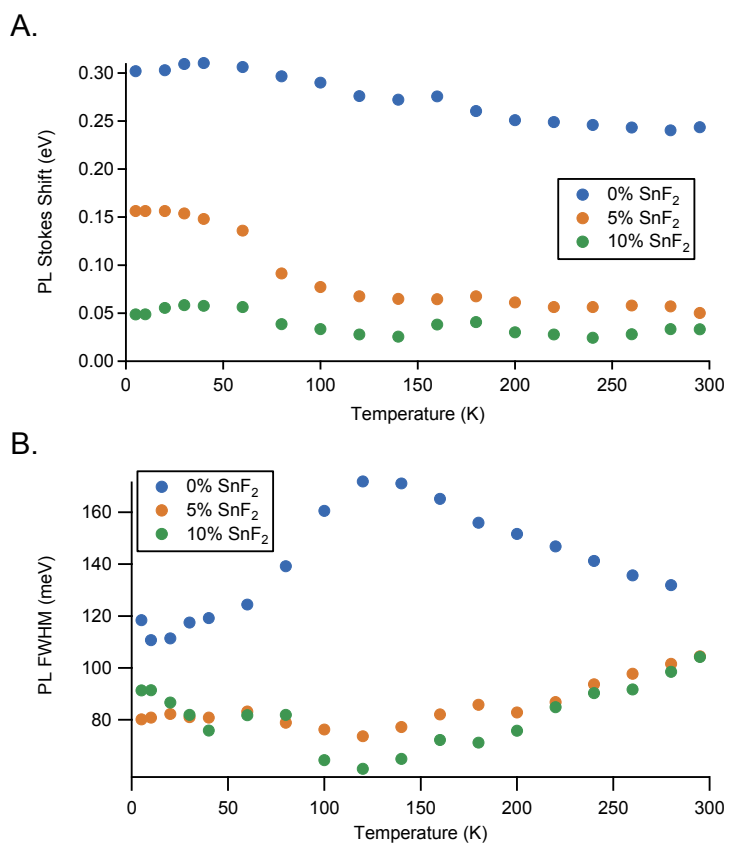 A.
0.30
0.25
0.20
0.15
0.10
0.05
0.00
PL Stokes Shift (eV)
0% SnF₂
5% SnF₂
10% SnF₂
0 50 100 150 200 250 300
Temperature (K)
B.
0% SnF₂
5% SnF₂
10% SnF₂
160
140
120
100
80
PL FWHM (meV)
0 50 100 150 200 250 300
Temperature (K)